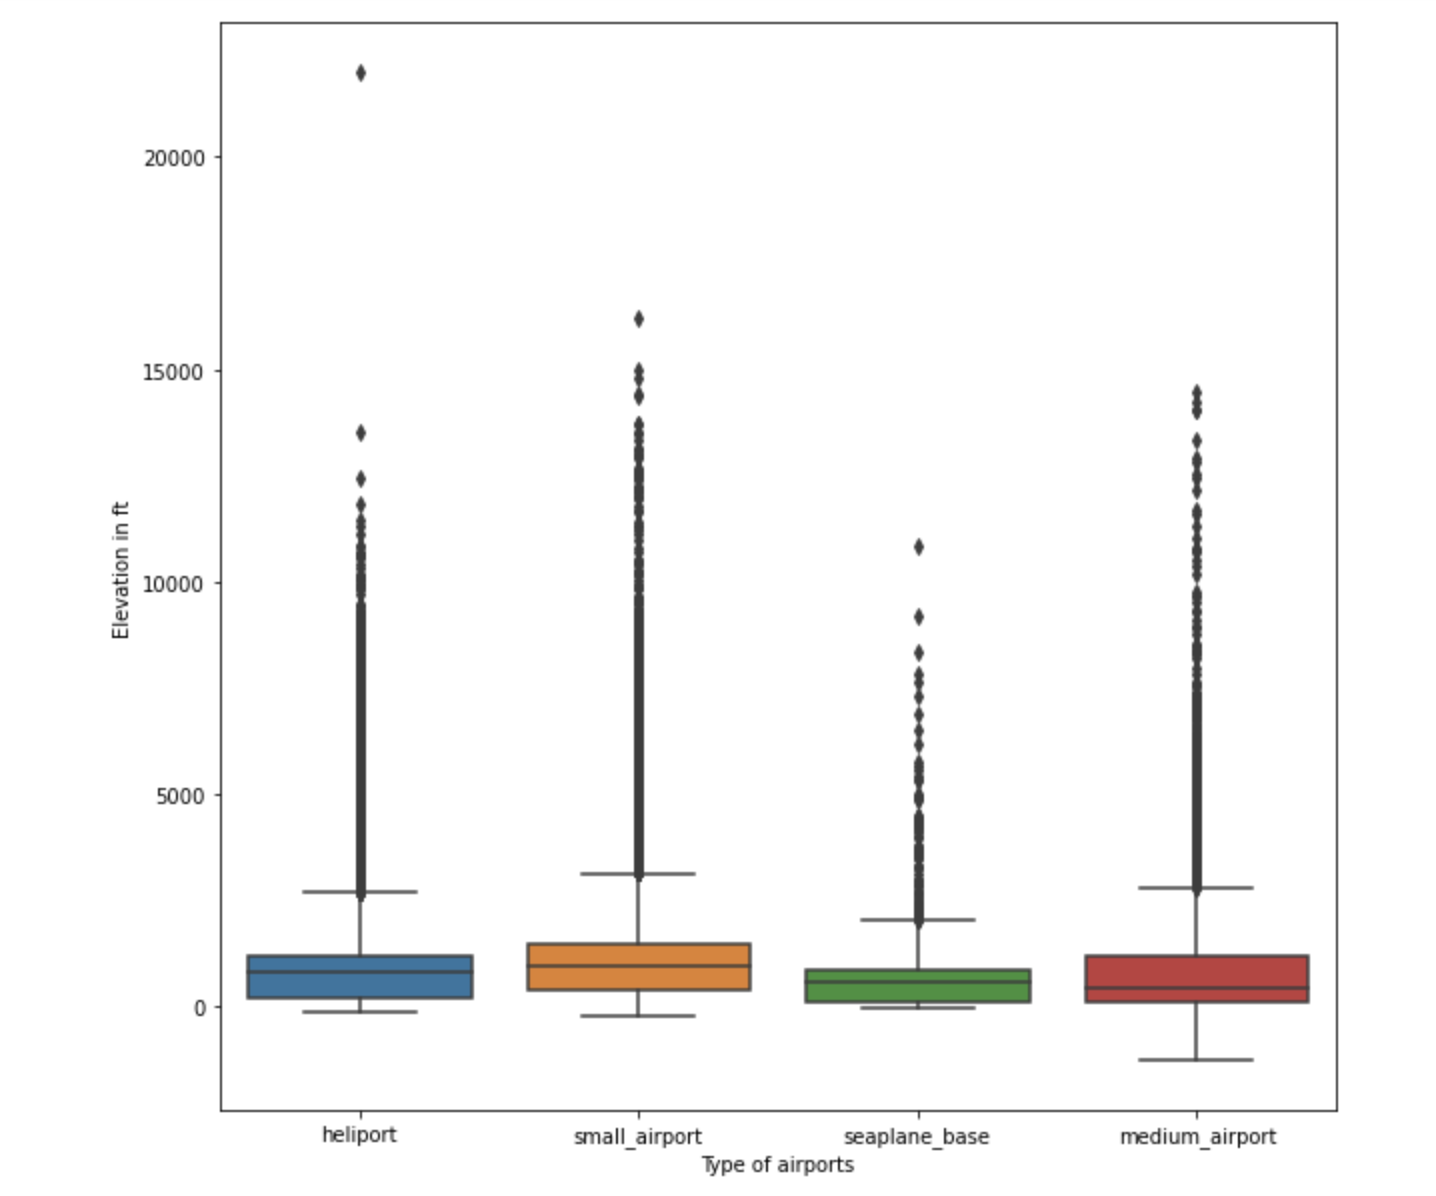 20000
15000
10000
5000
0
Elevation in ft
heliport
small_airport
seaplane_base
medium_airport
Type of airports